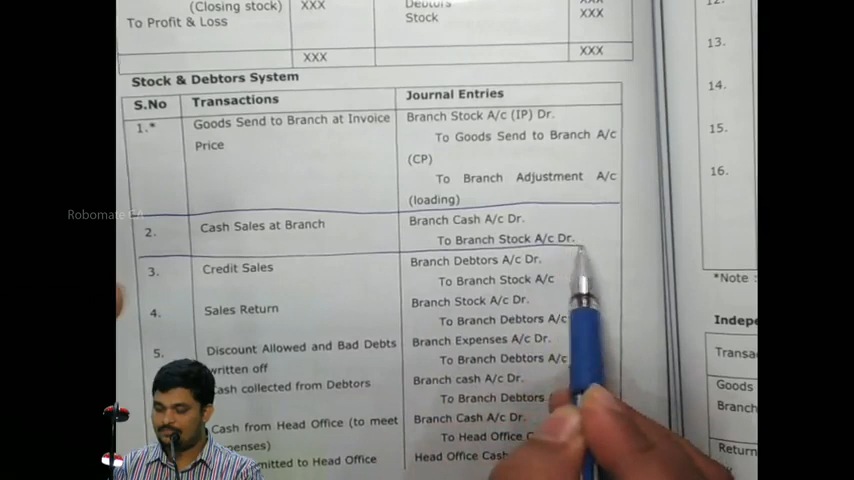 (Closing stock)
XXX
Debtors
XXX
To Profit & Loss
Stock
XXX
XXX
XXX
Stock & Debtors System
S.No Transactions Journal Entries
1.* Goods Send to Branch at Invoice Price
Branch Stock A/c (IP) Dr.
To Goods Send to Branch A/c (CP)
To Branch Adjustment A/c (loading)
2. Cash Sales at Branch
Branch Cash A/c Dr.
To Branch Stock A/c Dr.
3. Credit Sales
Branch Debtors A/c Dr.
To Branch Stock A/c
4. Sales Return
Branch Stock A/c Dr.
To Branch Debtors A/c
5. Discount Allowed and Bad Debts written off
Branch Expenses A/c Dr.
To Branch Debtors A/c
Cash collected from Debtors
Branch cash A/c Dr.
To Branch Debtors
Cash from Head Office (to meet
Branch Cash A/c Dr.
To Head Office
to Head Office
Head Office Cash
13.
14.
15.
16.
*Note :
Transac
Goods
Branch
Return
Robomate CA